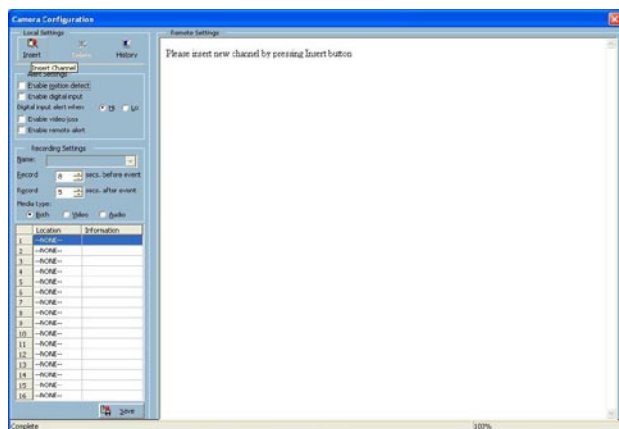 Camera Configuration
Local Settings
Remote Settings
Insert Delete History
Please insert new channel by pressing Insert button
Insert Channel
Alert Settings
Enable motion detect
Enable digital input
Digital input alert when Hi Lo
Enable video loss
Enable remote alert
Recording Settings
Name:
Record 8 secs. before event
Record 5 secs. after event
Media type:
Both Video Audio
Location Information
1 --NONE--
2 --NONE--
3 --NONE--
4 --NONE--
5 --NONE--
6 --NONE--
7 --NONE--
8 --NONE--
9 --NONE--
10 --NONE--
11 --NONE--
12 --NONE--
13 --NONE--
14 --NONE--
15 --NONE--
16 --NONE--
Save
Complete 100%